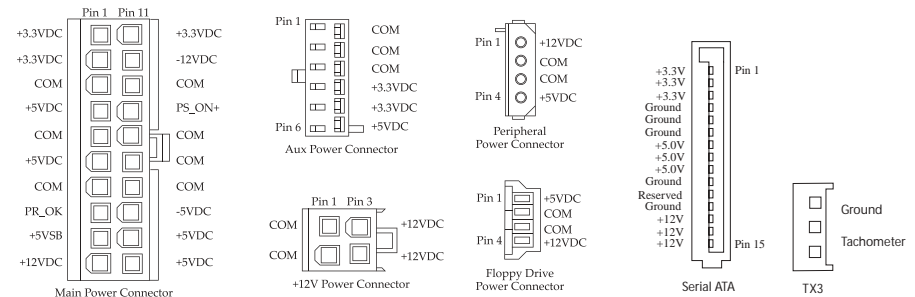 Pin 1 Pin 11
+3.3VDC +3.3VDC
+3.3VDC -12VDC
COM COM
+5VDC PS_ON+
COM COM
+5VDC COM
COM COM
PR_OK -5VDC
+5VSB +5VDC
+12VDC +5VDC
Main Power Connector
Pin 1 COM
COM
COM
+3.3VDC
+3.3VDC
Pin 6 +5VDC
Aux Power Connector
Pin 1 Pin 3
COM +12VDC
COM +12VDC
+12V Power Connector
Pin 1 +12VDC
COM
COM
Pin 4 +5VDC
Peripheral
Power Connector
Pin 1 +5VDC
COM
COM
Pin 4 +12VDC
Floppy Drive
Power Connector
+3.3V Pin 1
+3.3V
+3.3V
Ground
Ground
Ground
+5.0V
+5.0V
+5.0V
Ground
Reserved
Ground
+12V
+12V
+12V Pin 15
Serial ATA
Ground
Tachometer
TX3